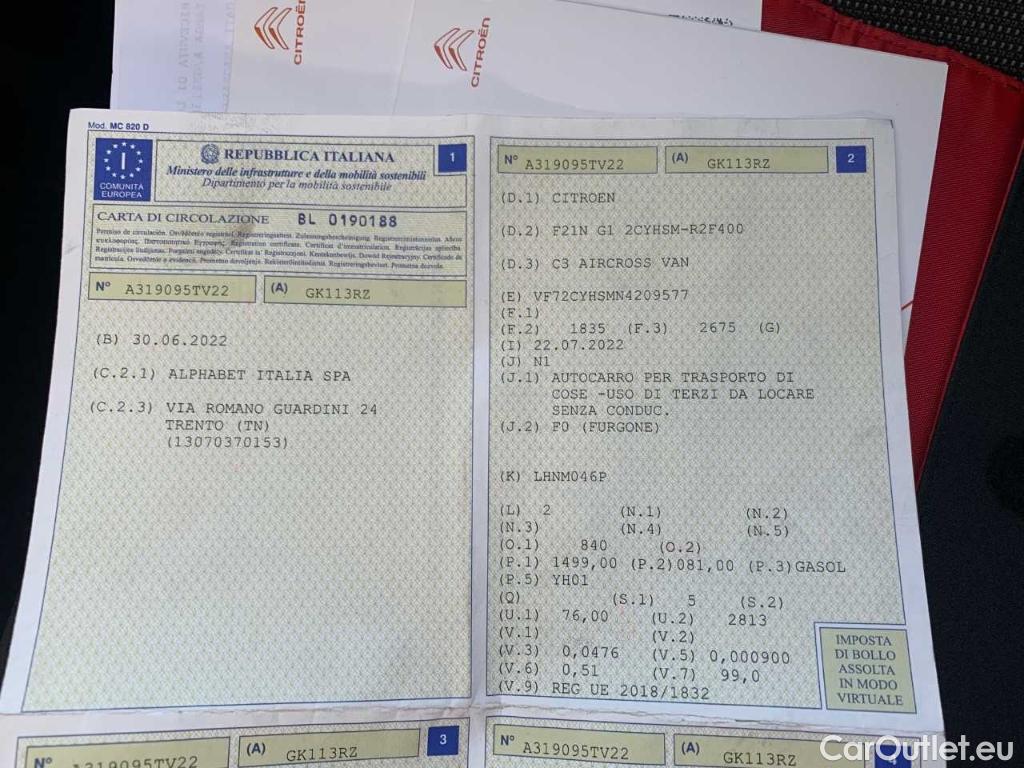 CITROËN
CITROËN
Mod. MC 820 D
I
COMUNITÀ
EUROPEA
REPUBBLICA ITALIANA
Ministero delle infrastrutture e della mobilità sostenibili
Dipartimento per la mobilità sostenibile
1
CARTA DI CIRCOLAZIONE BL 0190188
N° A319095TV22 (A) GK113RZ
(B) 30.06.2022
(C.2.1) ALPHABET ITALIA SPA
(C.2.3) VIA ROMANO GUARDINI 24
TRENTO (TN)
(13070370153)
N° A319095TV22 (A) GK113RZ 2
(D.1) CITROEN
(D.2) F21N G1 2CYHSM-R2F400
(D.3) C3 AIRCROSS VAN
(E) VF72CYHSMN4209577
(F.1)
(F.2) 1835 (F.3) 2675 (G)
(I) 22.07.2022
(J) N1
(J.1) AUTOCARRO PER TRASPORTO DI
COSE -USO DI TERZI DA LOCARE
SENZA CONDUC.
(J.2) F0 (FURGONE)
(K) LHNM046P
(L) 2 (N.1) (N.2)
(N.3) (N.4) (N.5)
(O.1) 840 (O.2)
(P.1) 1499,00 (P.2)081,00 (P.3)GASOL
(P.5) YH01
(Q) (S.1) 5 (S.2)
(U.1) 76,00 (U.2) 2813
(V.1) (V.2)
(V.3) 0,0476 (V.5) 0,000900
(V.6) 0,51 (V.7) 99,0
(V.9) REG UE 2018/1832
IMPOSTA
DI BOLLO
ASSOLTA
IN MODO
VIRTUALE
N° A319095TV22 (A) GK113RZ 3
N° A319095TV22 (A) GK113RZ 4
CarOutlet.eu